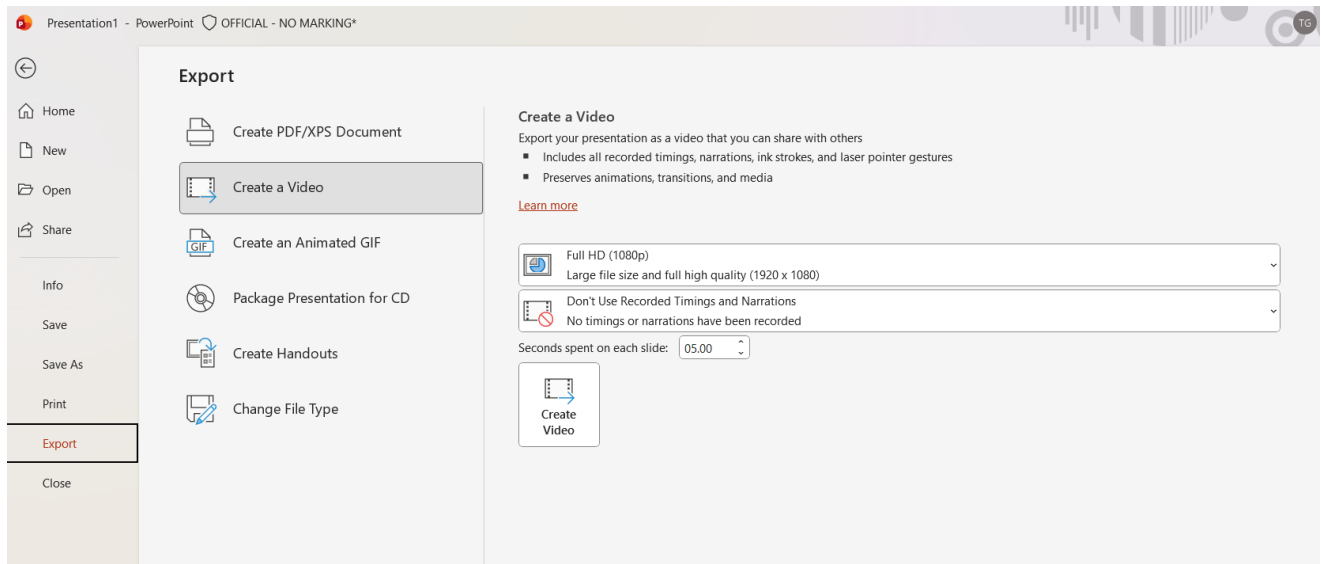 Presentation1 - PowerPoint OFFICIAL - NO MARKING*
TG
Home
New
Open
Share
Info
Save
Save As
Print
Export
Close
Export
Create PDF/XPS Document
Create a Video
GIF
Create an Animated GIF
Package Presentation for CD
Create Handouts
Change File Type
Create a Video
Export your presentation as a video that you can share with others
Includes all recorded timings, narrations, ink strokes, and laser pointer gestures
Preserves animations, transitions, and media
Learn more
Full HD (1080p)
Large file size and full high quality (1920 x 1080)
Don't Use Recorded Timings and Narrations
No timings or narrations have been recorded
Seconds spent on each slide: 05.00
Create
Video